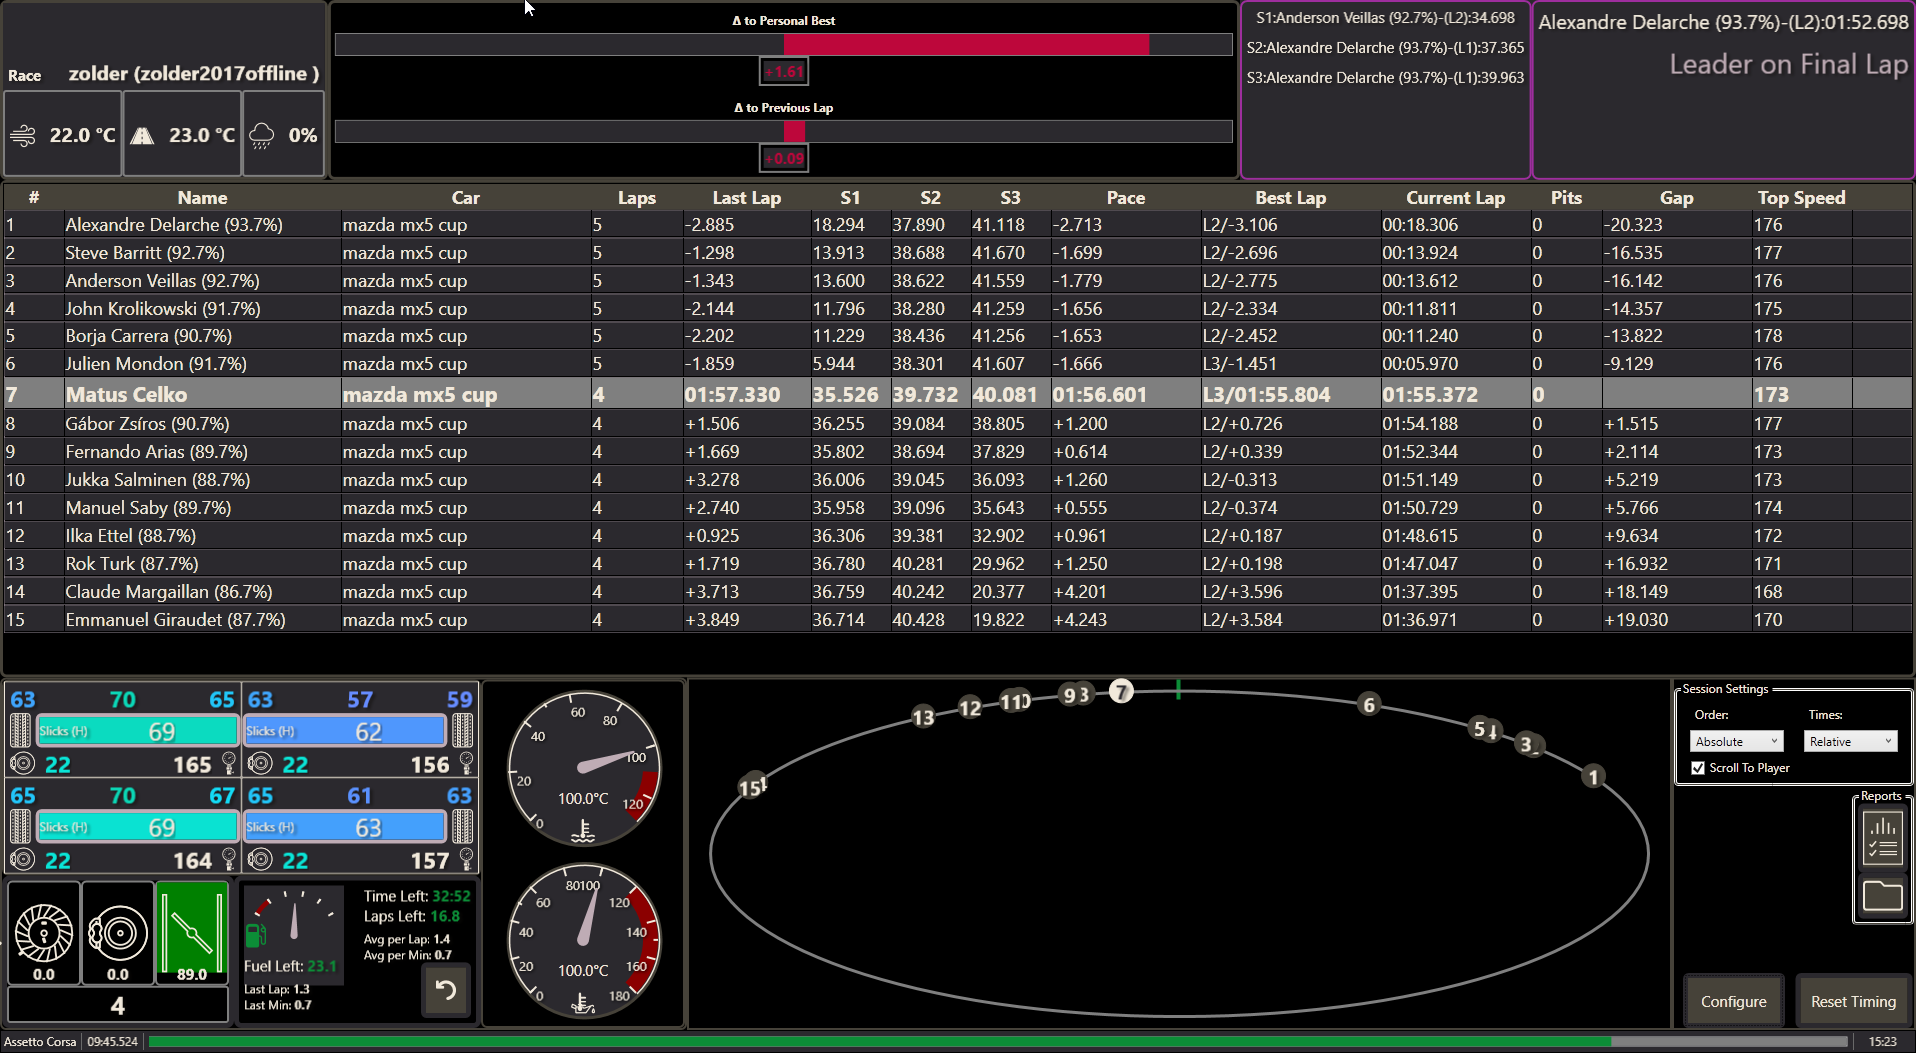 Race zolder (zolder2017offline )
22.0 °C 23.0 °C 0%
Δ to Personal Best
+1.61
Δ to Previous Lap
+0.09
S1:Anderson Veillas (92.7%)-(L2):34.698
S2:Alexandre Delarche (93.7%)-(L1):37.365
S3:Alexandre Delarche (93.7%)-(L1):39.963
Alexandre Delarche (93.7%)-(L2):01:52.698
Leader on Final Lap
# Name Car Laps Last Lap S1 S2 S3 Pace Best Lap Current Lap Pits Gap Top Speed
1 Alexandre Delarche (93.7%) mazda mx5 cup 5 -2.885 18.294 37.890 41.118 -2.713 L2/-3.106 00:18.306 0 -20.323 176
2 Steve Barritt (92.7%) mazda mx5 cup 5 -1.298 13.913 38.688 41.670 -1.699 L2/-2.696 00:13.924 0 -16.535 177
3 Anderson Veillas (92.7%) mazda mx5 cup 5 -1.343 13.600 38.622 41.559 -1.779 L2/-2.775 00:13.612 0 -16.142 176
4 John Krolikowski (91.7%) mazda mx5 cup 5 -2.144 11.796 38.280 41.259 -1.656 L2/-2.334 00:11.811 0 -14.357 175
5 Borja Carrera (90.7%) mazda mx5 cup 5 -2.202 11.229 38.436 41.256 -1.653 L2/-2.452 00:11.240 0 -13.822 178
6 Julien Mondon (91.7%) mazda mx5 cup 5 -1.859 5.944 38.301 41.607 -1.666 L3/-1.451 00:05.970 0 -9.129 176
7 Matus Celko mazda mx5 cup 4 01:57.330 35.526 39.732 40.081 01:56.601 L3/01:55.804 01:55.372 0 173
8 Gábor Zsíros (90.7%) mazda mx5 cup 4 +1.506 36.255 39.084 38.805 +1.200 L2/+0.726 01:54.188 0 +1.515 177
9 Fernando Arias (89.7%) mazda mx5 cup 4 +1.669 35.802 38.694 37.829 +0.614 L2/+0.339 01:52.344 0 +2.114 173
10 Jukka Salminen (88.7%) mazda mx5 cup 4 +3.278 36.006 39.045 36.093 +1.260 L2/-0.313 01:51.149 0 +5.219 173
11 Manuel Saby (89.7%) mazda mx5 cup 4 +2.740 35.958 39.096 35.643 +0.555 L2/-0.374 01:50.729 0 +5.766 174
12 Ilka Ettel (88.7%) mazda mx5 cup 4 +0.925 36.306 39.381 32.902 +0.961 L2/+0.187 01:48.615 0 +9.634 172
13 Rok Turk (87.7%) mazda mx5 cup 4 +1.719 36.780 40.281 29.962 +1.250 L2/+0.198 01:47.047 0 +16.932 171
14 Claude Margaillan (86.7%) mazda mx5 cup 4 +3.713 36.759 40.242 20.377 +4.201 L2/+3.596 01:37.395 0 +18.149 168
15 Emmanuel Giraudet (87.7%) mazda mx5 cup 4 +3.849 36.714 40.428 19.822 +4.243 L2/+3.584 01:36.971 0 +19.030 170
63 70 65 63 57 59
Slicks (H) 69 Slicks (H) 62
22 165 22 156
65 70 67 65 61 63
Slicks (H) 69 Slicks (H) 63
22 164 22 157
0.0 0.0 89.0
4
Fuel Left: 23.1
Last Lap: 1.3
Last Min: 0.7
Time Left: 32:52
Laps Left: 16.8
Avg per Lap: 1.4
Avg per Min: 0.7
0 20 40 60 80 100 120
100.0°C
0 20 40 60 80 100 120 140 160 180
100.0°C
15 13 12 11 9 3 7 6 5 3 1
Session Settings
Order: Times:
Absolute Relative
Scroll To Player
Reports
Configure Reset Timing
Assetto Corsa 09:45.524 15:23